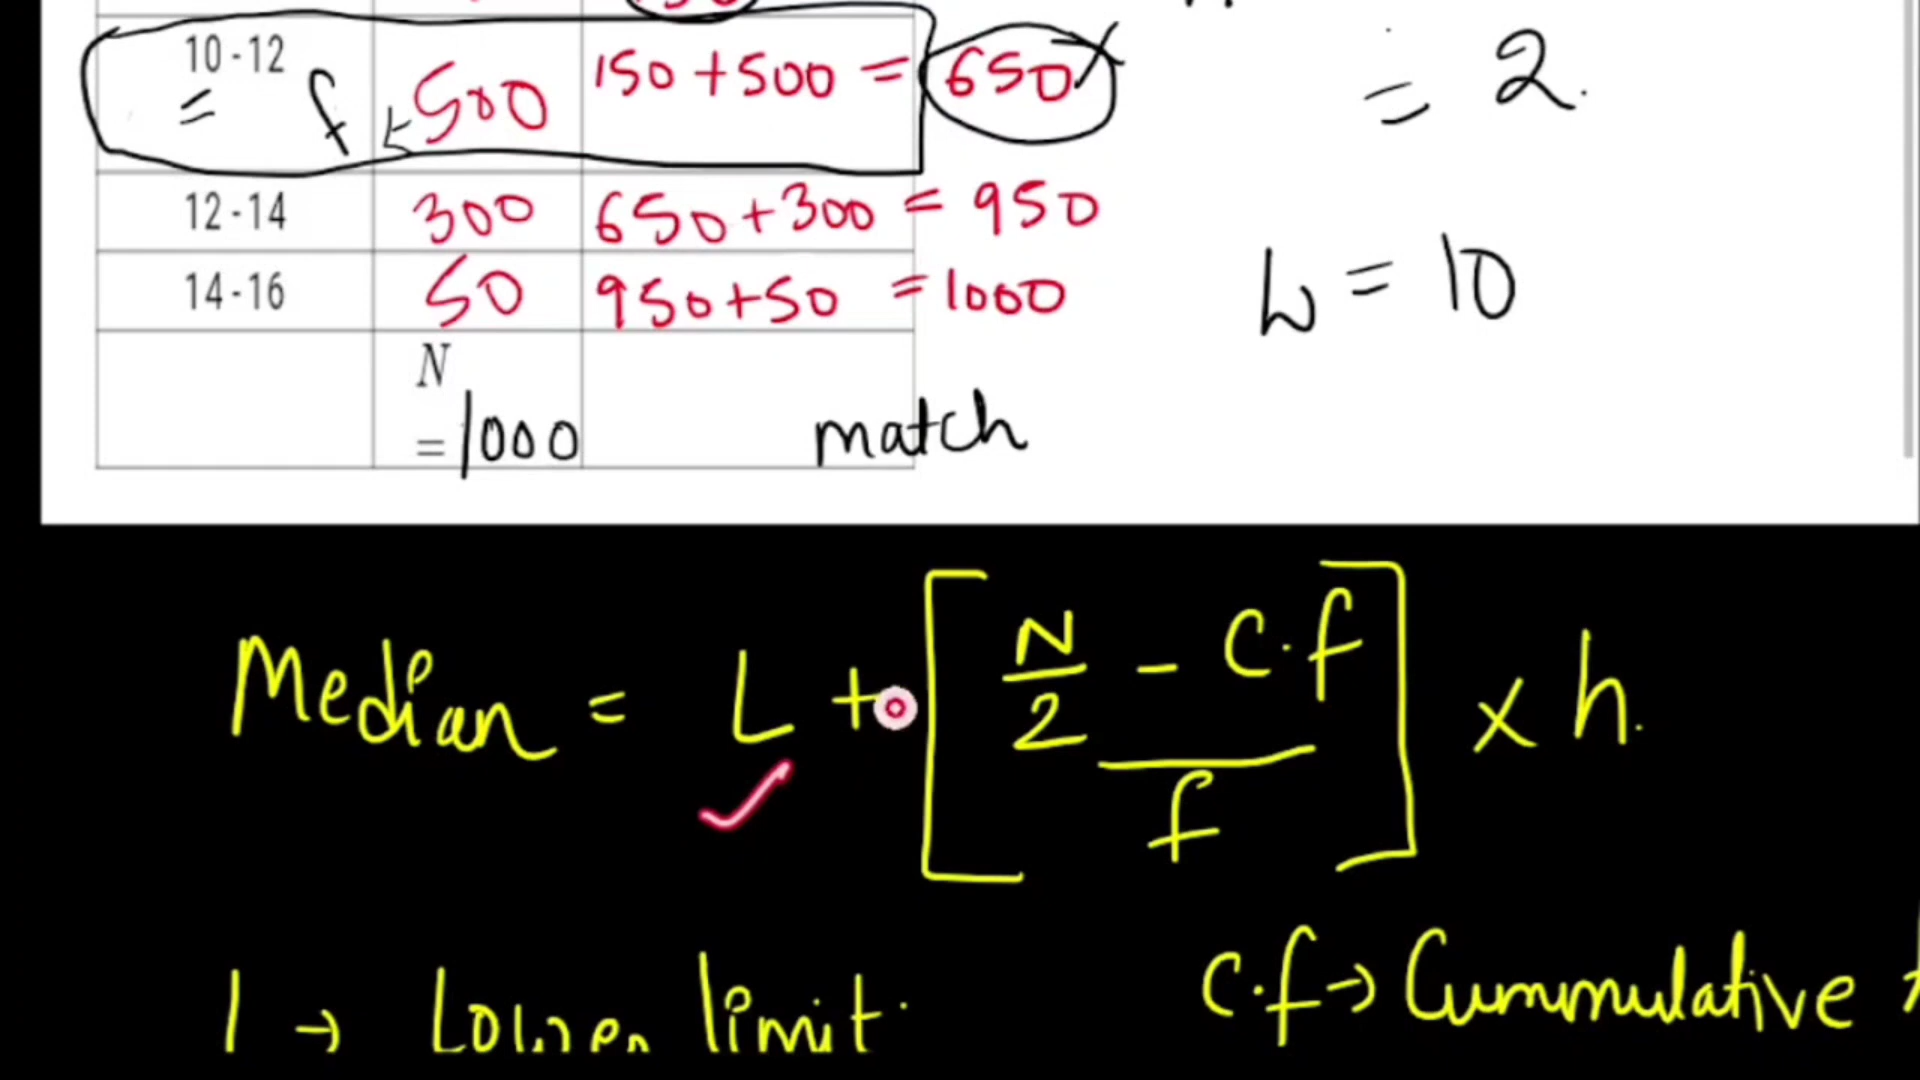 10-12
= f 500 150+500 = 650
= 2.
12-14 300 650+300 = 950
14-16 50 950+50 = 1000
L = 10
N
=1000 match
Median = L + [ N/2 - C.f / f ] x h.
l → Lower limit. C.f → Cummulative